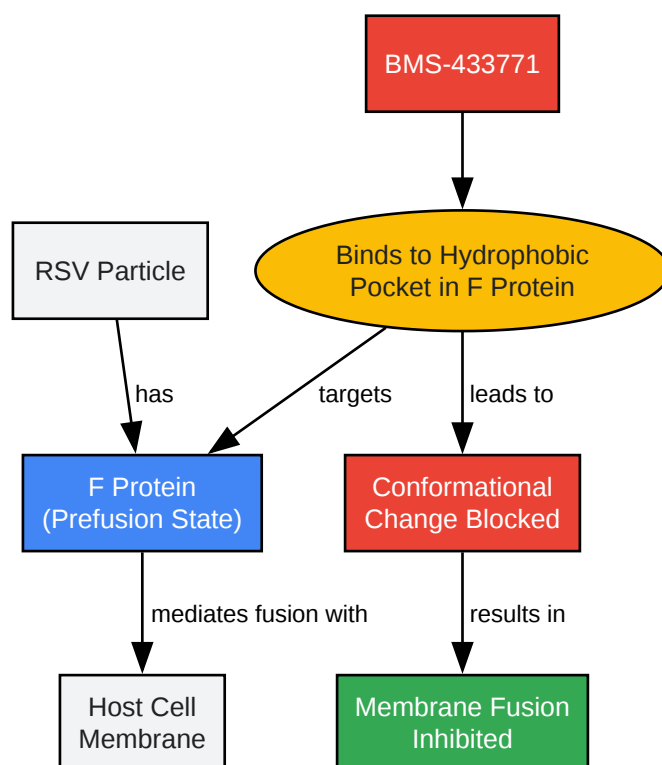 BMS-433771
Binds to Hydrophobic
Pocket in F Protein
RSV Particle
has
targets
leads to
F Protein
(Prefusion State)
Conformational
Change Blocked
mediates fusion with
results in
Host Cell
Membrane
Membrane Fusion
Inhibited